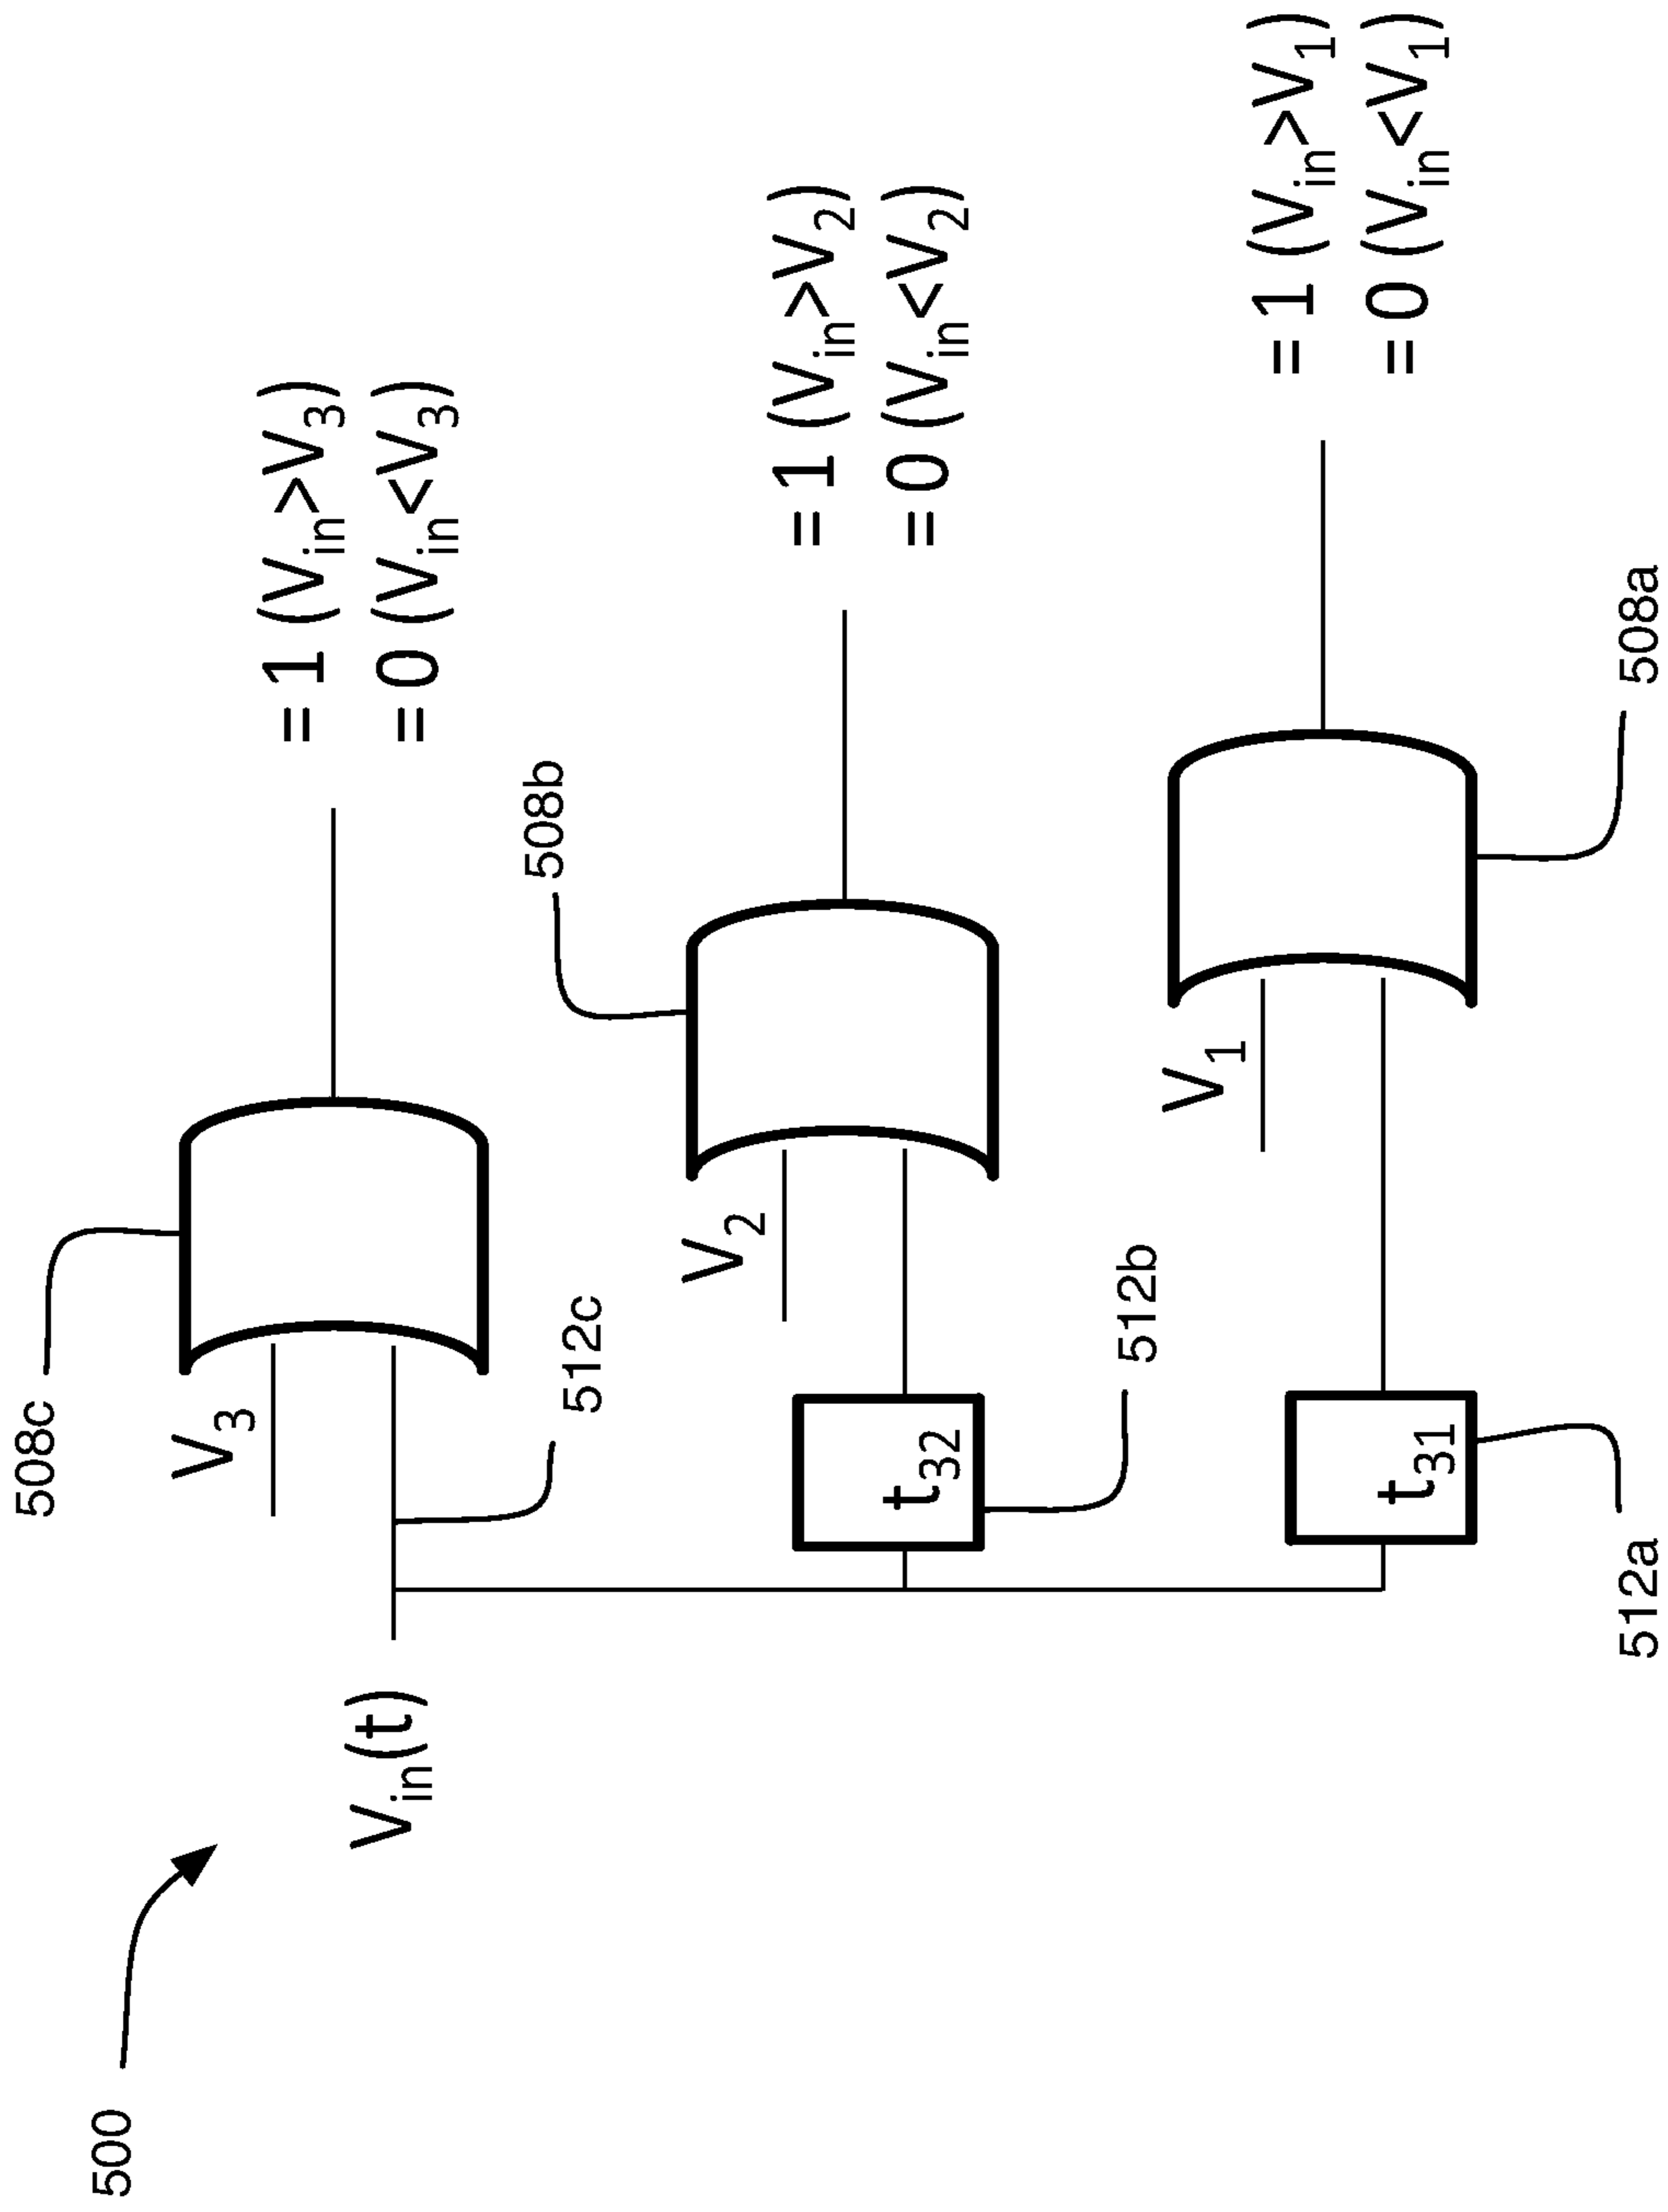 500
V_in(t)
508c
V_3
512c
= 1 (V_in>V_3)
= 0 (V_in<V_3)
508b
V_2
t_32
512b
= 1 (V_in>V_2)
= 0 (V_in<V_2)
V_1
t_31
512a
508a
= 1 (V_in>V_1)
= 0 (V_in<V_1)